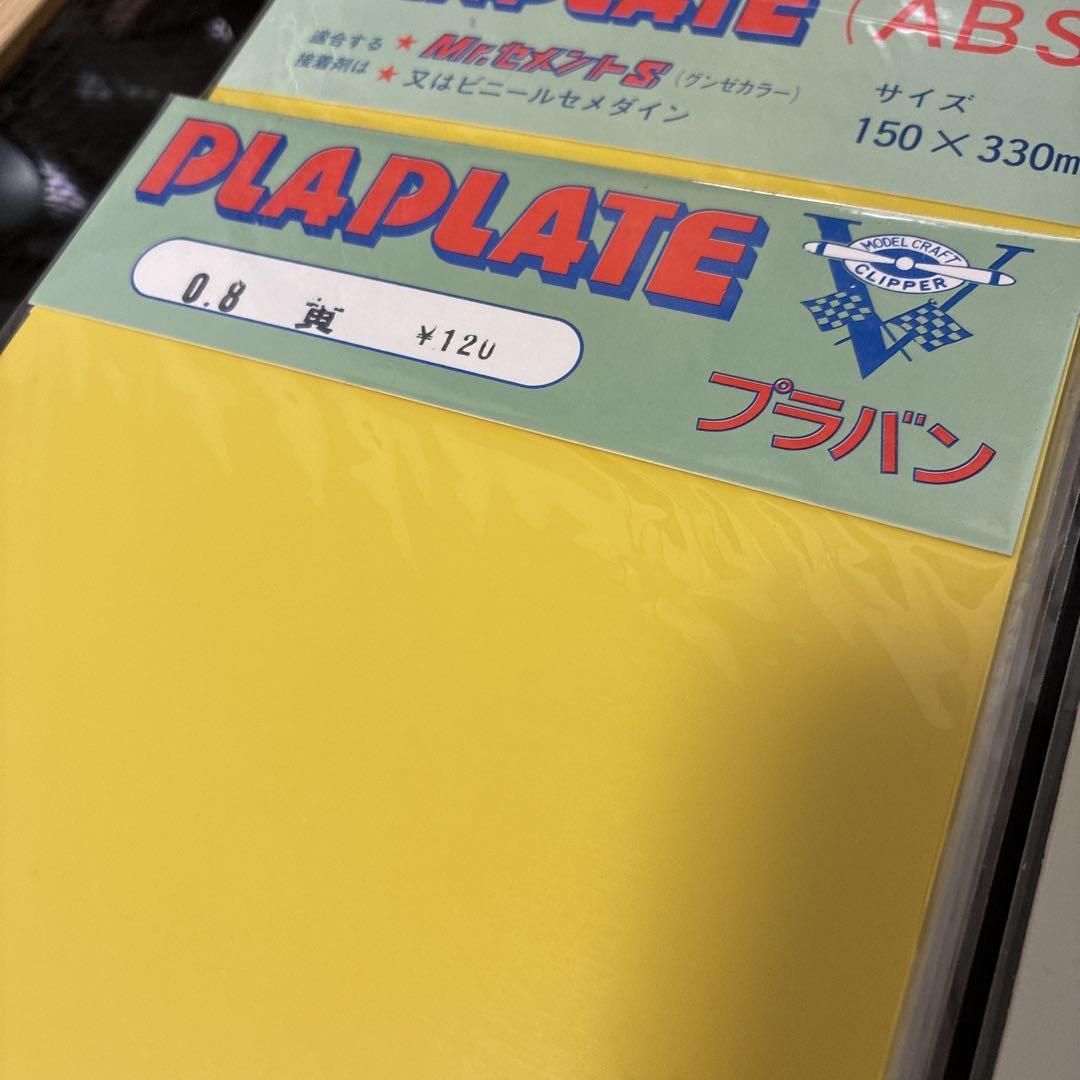 PLAPLATE (ABS
適合する ★ Mr.セメントS (グンゼカラー)
接着剤は ★ 又はビニールセメダイン
サイズ
150×330m
PLAPLATE
0.8 黄 ¥120
MODEL CRAFT
CLIPPER
プラバン